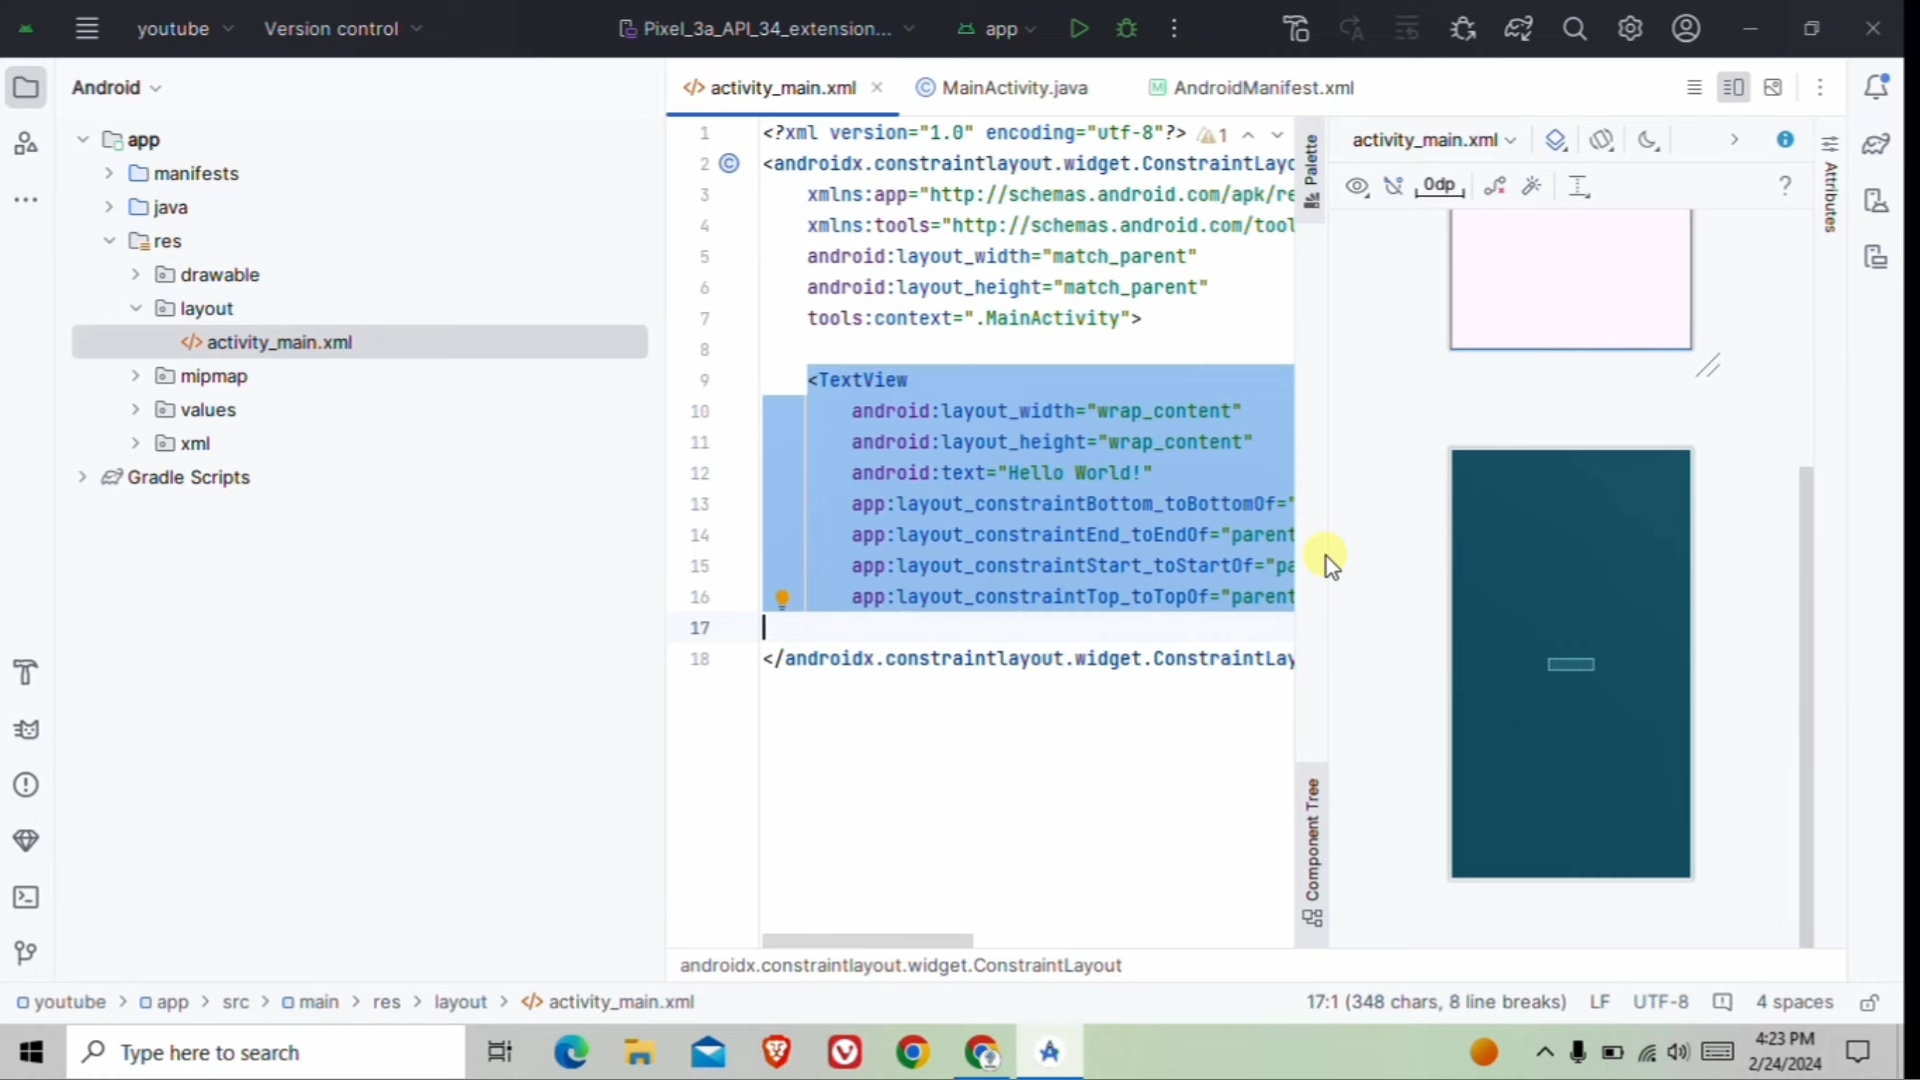 youtube
Version control
Pixel_3a_API_34_extension...
app
Android
activity_main.xml
MainActivity.java
AndroidManifest.xml
app
manifests
java
res
drawable
layout
activity_main.xml
mipmap
values
xml
Gradle Scripts
1 <?xml version="1.0" encoding="utf-8"?>
1
2 <androidx.constraintlayout.widget.ConstraintLayo
3 xmlns:app="http://schemas.android.com/apk/re
4 xmlns:tools="http://schemas.android.com/tool
5 android:layout_width="match_parent"
6 android:layout_height="match_parent"
7 tools:context=".MainActivity">
8
9 <TextView
10 android:layout_width="wrap_content"
11 android:layout_height="wrap_content"
12 android:text="Hello World!"
13 app:layout_constraintBottom_toBottomOf="
14 app:layout_constraintEnd_toEndOf="parent
15 app:layout_constraintStart_toStartOf="pa
16 app:layout_constraintTop_toTopOf="parent
17
18 </androidx.constraintlayout.widget.ConstraintLay
Palette
Component Tree
activity_main.xml
0dp
?
Attributes
androidx.constraintlayout.widget.ConstraintLayout
youtube > app > src > main > res > layout > activity_main.xml
17:1 (348 chars, 8 line breaks)
LF
UTF-8
4 spaces
Type here to search
4:23 PM
2/24/2024